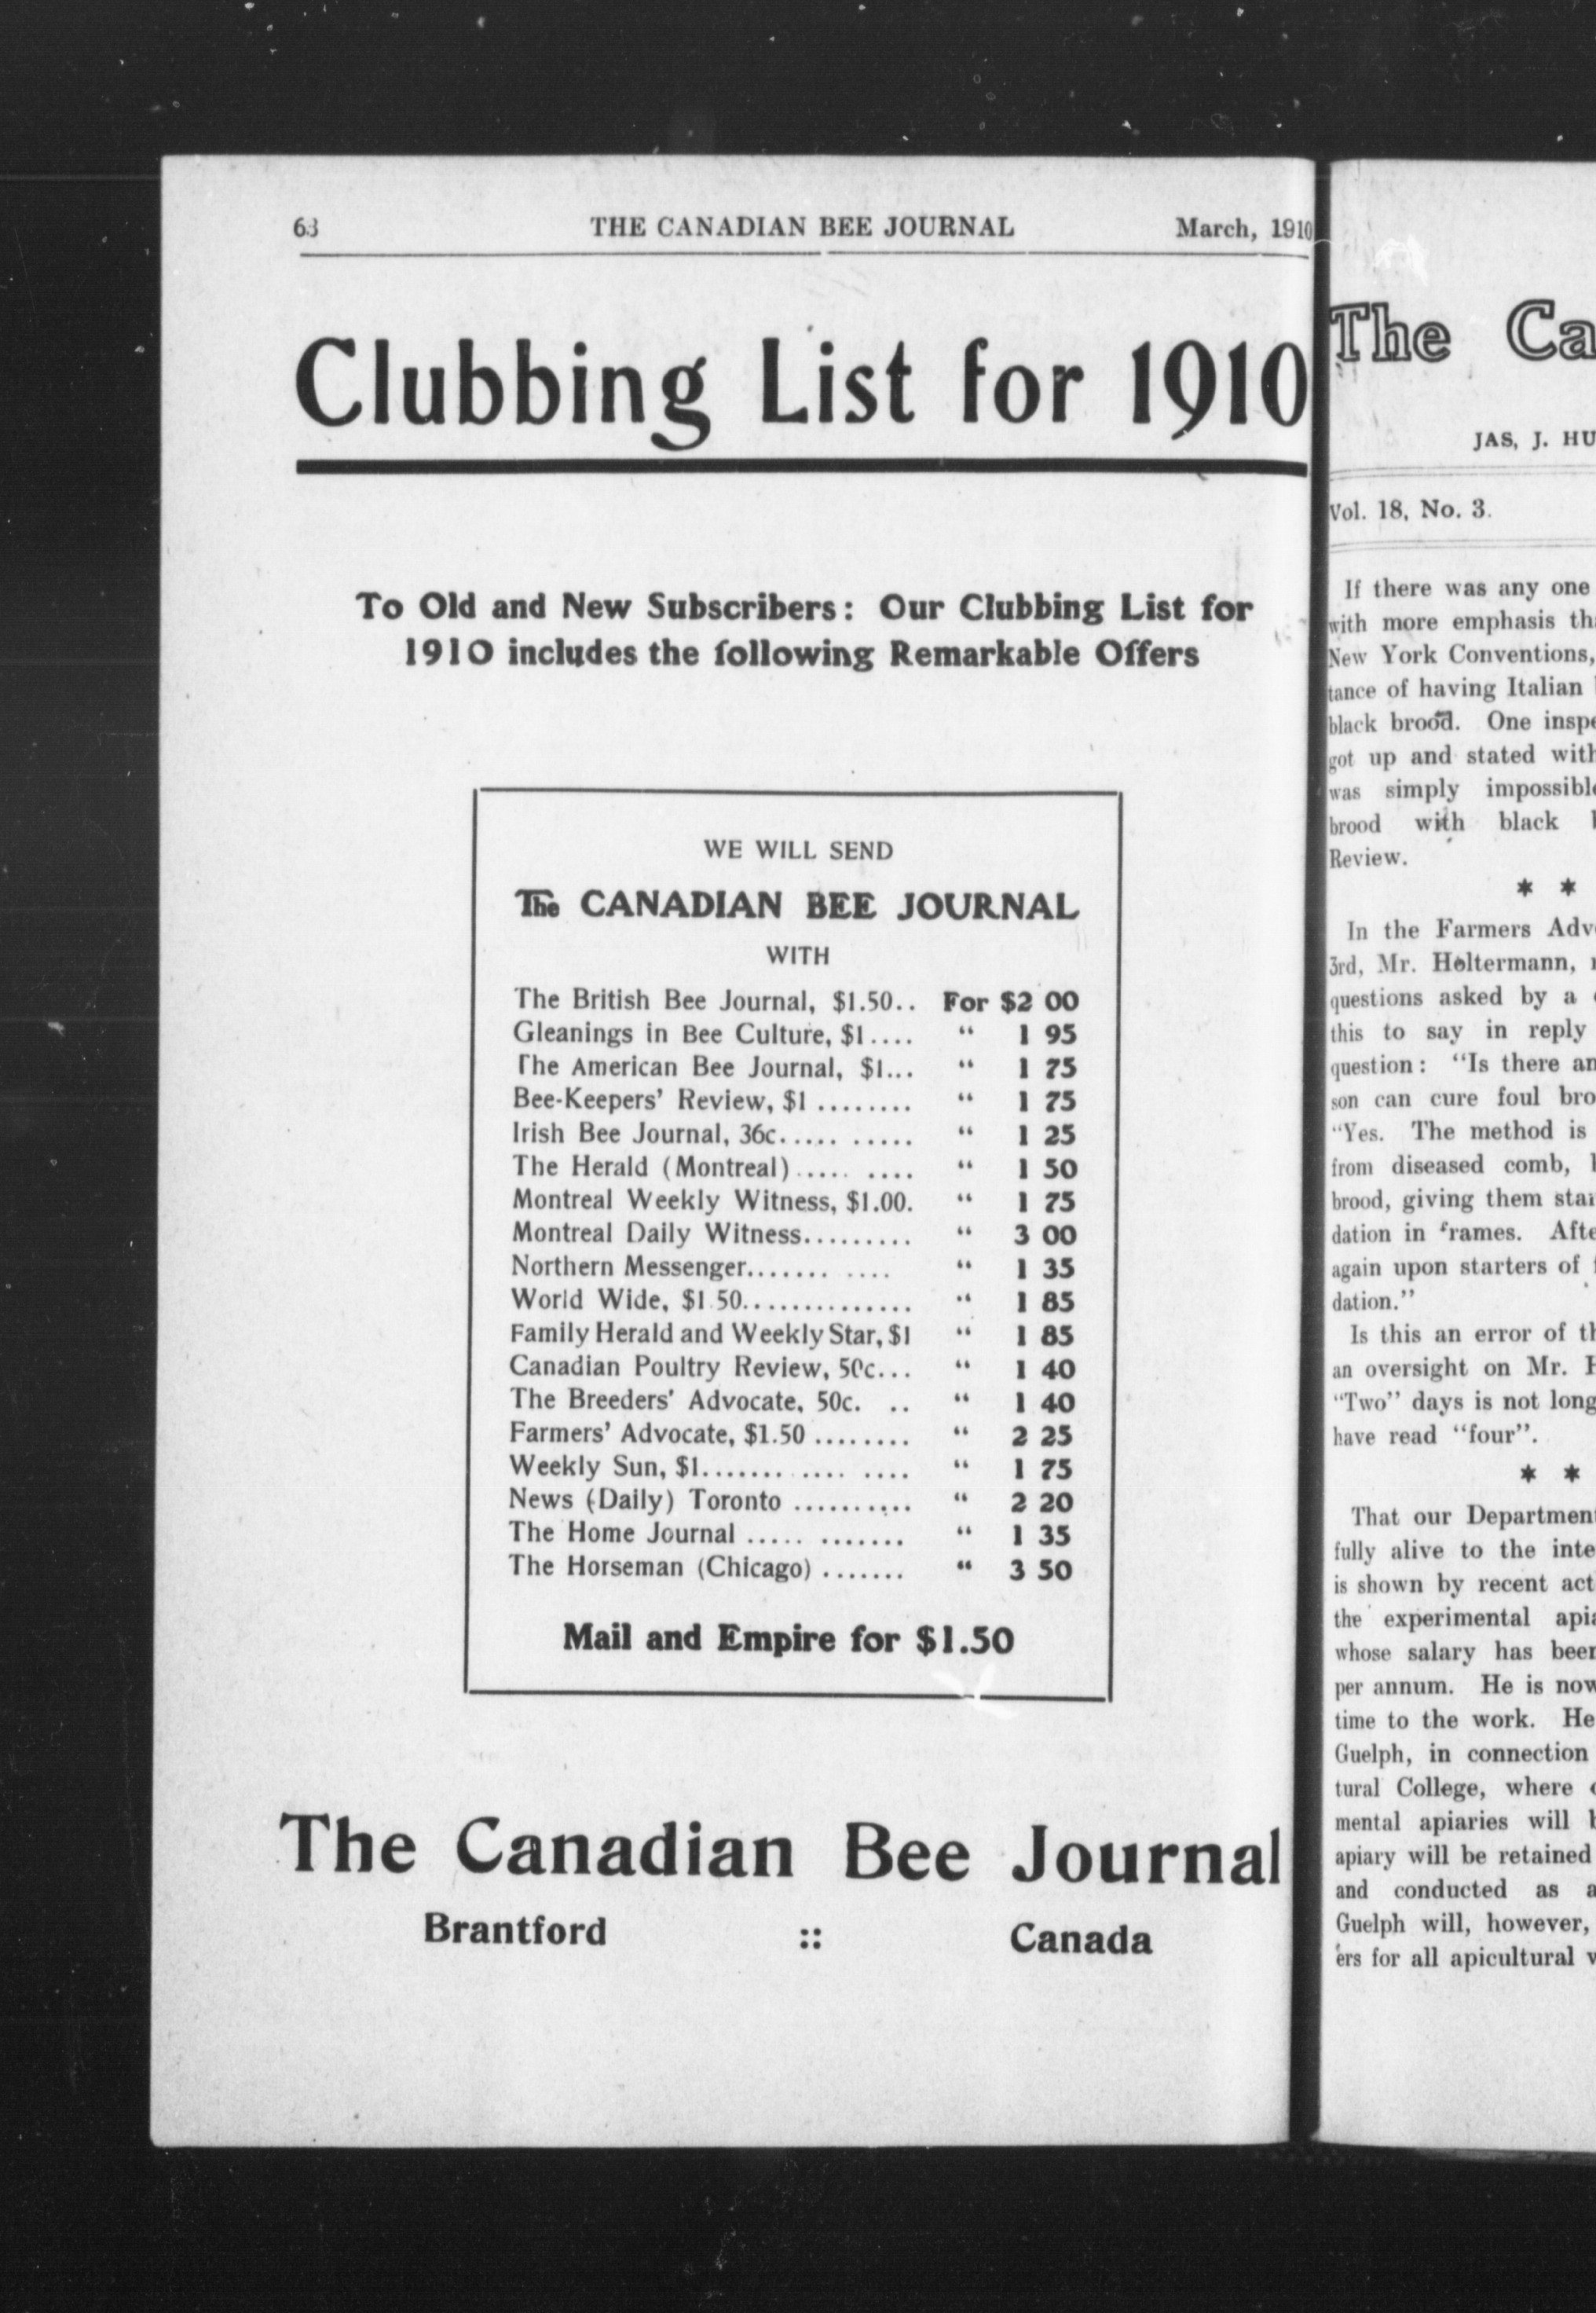 THE CANADIAN BEE JOURNAL March, 1910
Clubbing List for 1910
To Old and New Subscribers: Our Clubbing List for
1910 includes the following Remarkable Offers
WE WILL SEND
The CANADIAN BEE JOURNAL
WITH
The British Bee Journal, $1.50.. For $2 00
Gleanings in Bee Culture, $1.... “ 1 95
The American Bee Journal, $1... “ 1 75
Bee-Keepers' Review, $1 ........ “ 1 75
Irish Bee Journal, 36c..... ..... “ 1 25
The Herald (Montreal)..... .... “ 1 50
Montreal Weekly Witness, $1.00. “ 1 75
Montreal Daily Witness......... “ 3 00
Northern Messenger....... .... “ 1 35
World Wide, $1.50.............. “ 1 85
Family Herald and Weekly Star, $1 “ 1 85
Canadian Poultry Review, 50c... “ 1 40
The Breeders' Advocate, 50c. .. “ 1 40
Farmers' Advocate, $1.50 ........ “ 2 25
Weekly Sun, $1....... .... .... “ 1 75
News (Daily) Toronto .......... “ 2 20
The Home Journal ..... ....... “ 1 35
The Horseman (Chicago) ....... “ 3 50
Mail and Empire for $1.50
The Canadian Bee Journal
Brantford :: Canada
The Ca
JAS, J. HU
Vol. 18, No. 3.
If there was any one
with more emphasis tha
New York Conventions,
tance of having Italian
black brood. One inspe
got up and stated with
was simply impossible
brood with black
Review.
* *
In the Farmers Adv
3rd, Mr. Holtermann,
questions asked by a
this to say in reply
question: “Is there an
son can cure foul bro
“Yes. The method is
from diseased comb,
brood, giving them star
dation in frames. Afte
again upon starters of
dation.”
Is this an error of th
an oversight on Mr. H
“Two” days is not long
have read “four”.
* *
That our Department
fully alive to the inte
is shown by recent act
the experimental apia
whose salary has been
per annum. He is now
time to the work. He
Guelph, in connection
tural College, where
mental apiaries will b
apiary will be retained
and conducted as a
Guelph will, however,
ers for all apicultural w